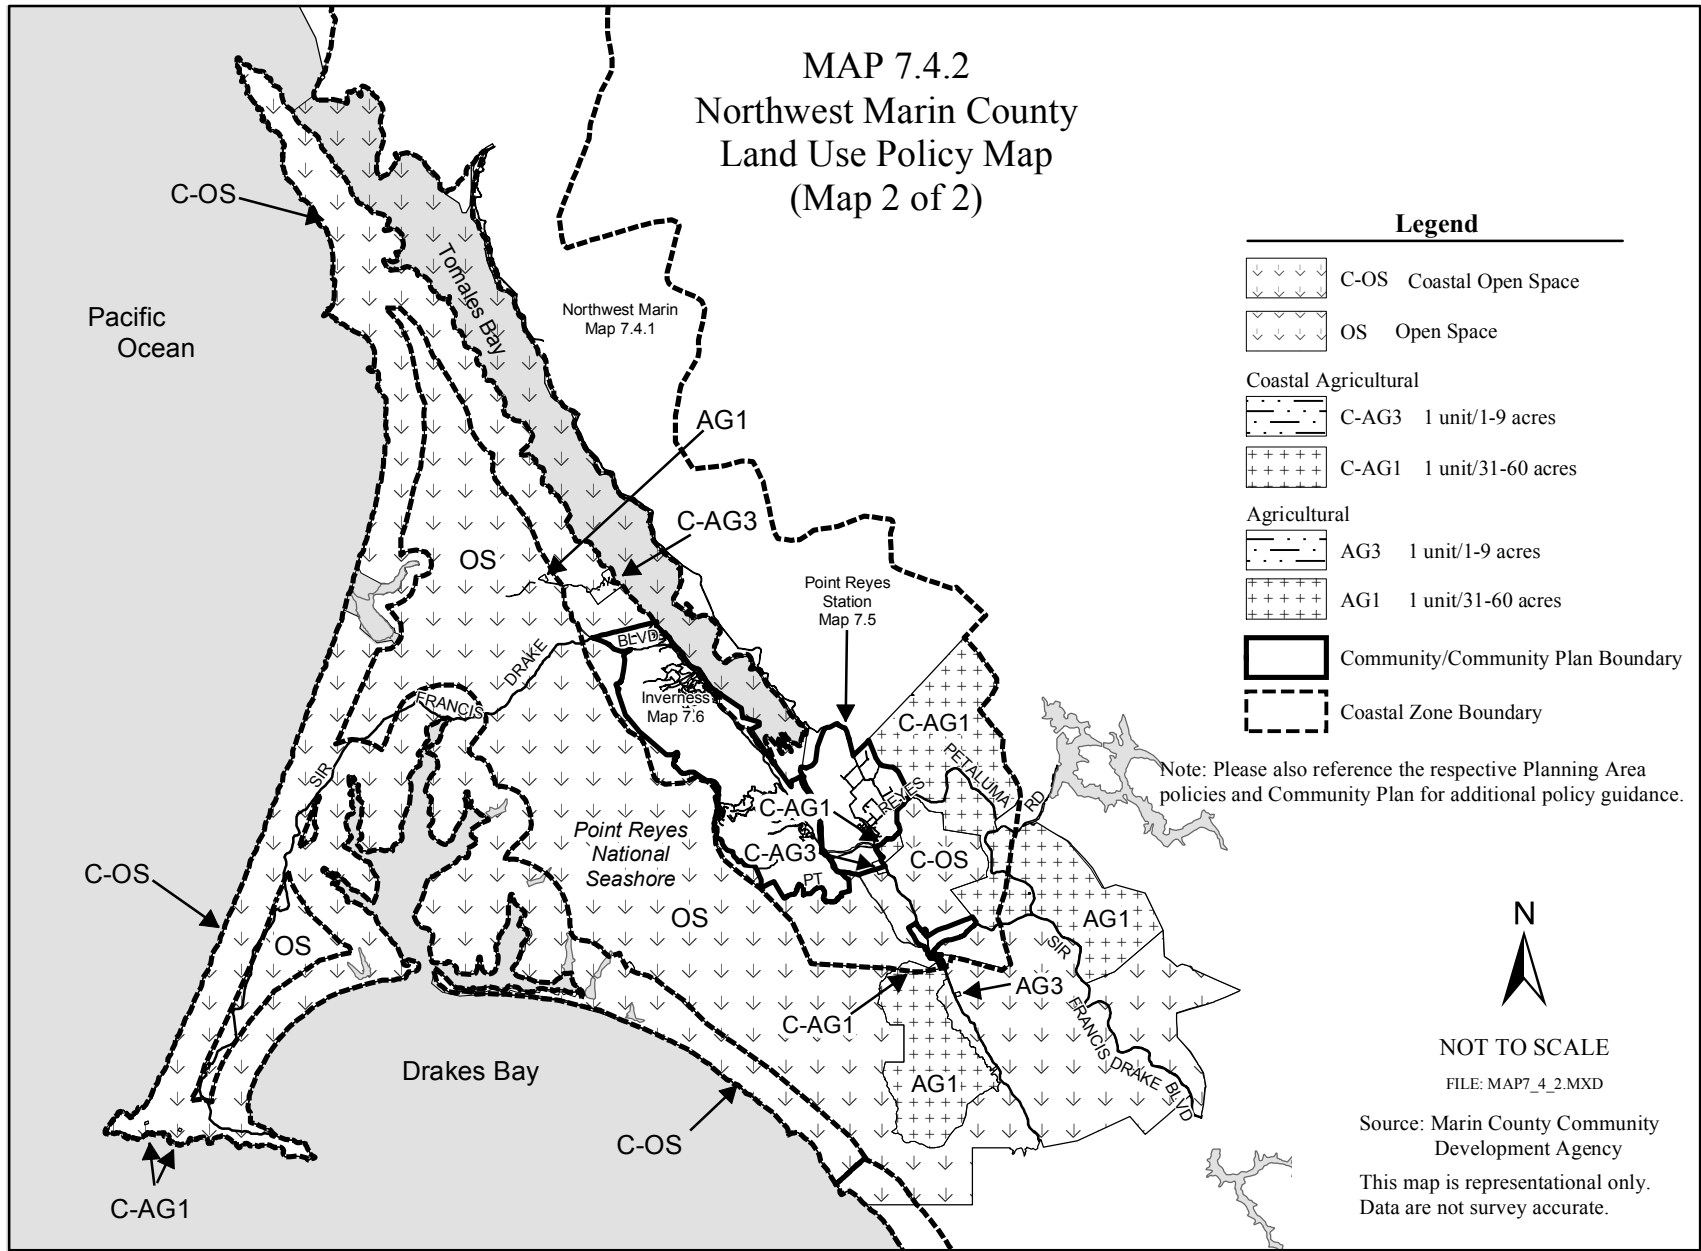 MAP 7.4.2
Northwest Marin County
Land Use Policy Map
(Map 2 of 2)
C-OS
Pacific
Ocean
Tomales Bay
Northwest Marin
Map 7.4.1
AG1
C-AG3
OS
Point Reyes
Station
Map 7.5
BLVD
DRAKE
FRANCIS
SIR
Inverness
Map 7.6
C-AG1
PETALUMA
REYES
RD
C-AG1
C-AG3
PT
C-OS
Point Reyes
National
Seashore
C-OS
OS
OS
AG1
SIR
FRANCIS DRAKE BLVD
AG3
C-AG1
AG1
Drakes Bay
C-OS
C-AG1
Legend
C-OS Coastal Open Space
OS Open Space
Coastal Agricultural
C-AG3 1 unit/1-9 acres
C-AG1 1 unit/31-60 acres
Agricultural
AG3 1 unit/1-9 acres
AG1 1 unit/31-60 acres
Community/Community Plan Boundary
Coastal Zone Boundary
Note: Please also reference the respective Planning Area
policies and Community Plan for additional policy guidance.
N
NOT TO SCALE
FILE: MAP7_4_2.MXD
Source: Marin County Community
Development Agency
This map is representational only.
Data are not survey accurate.